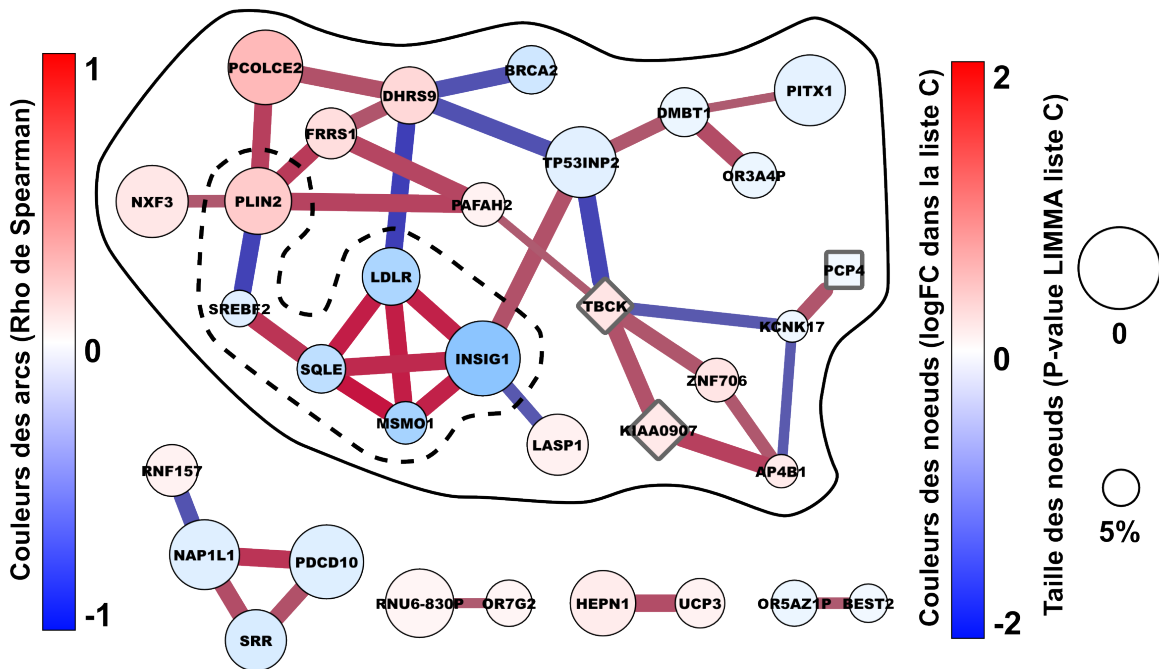 Couleurs des arcs (Rho de Spearman)
1
0
-1
PCOLCE2
DHRS9
BRCA2
PITX1
DMBT1
FRRS1
TP53INP2
OR3A4P
NXF3
PLIN2
PAFAH2
LDLR
PCP4
SREBF2
TBCK
KCNK17
INSIG1
SQLE
ZNF706
MSMO1
KIAA0907
LASP1
AP4B1
RNF157
NAP1L1
PDCD10
SRR
RNU6-830P
OR7G2
HEPN1
UCP3
OR5AZ1P
BEST2
Couleurs des noeuds (logFC dans la liste C)
2
0
-2
Taille des noeuds (P-value LIMMA liste C)
0
5%